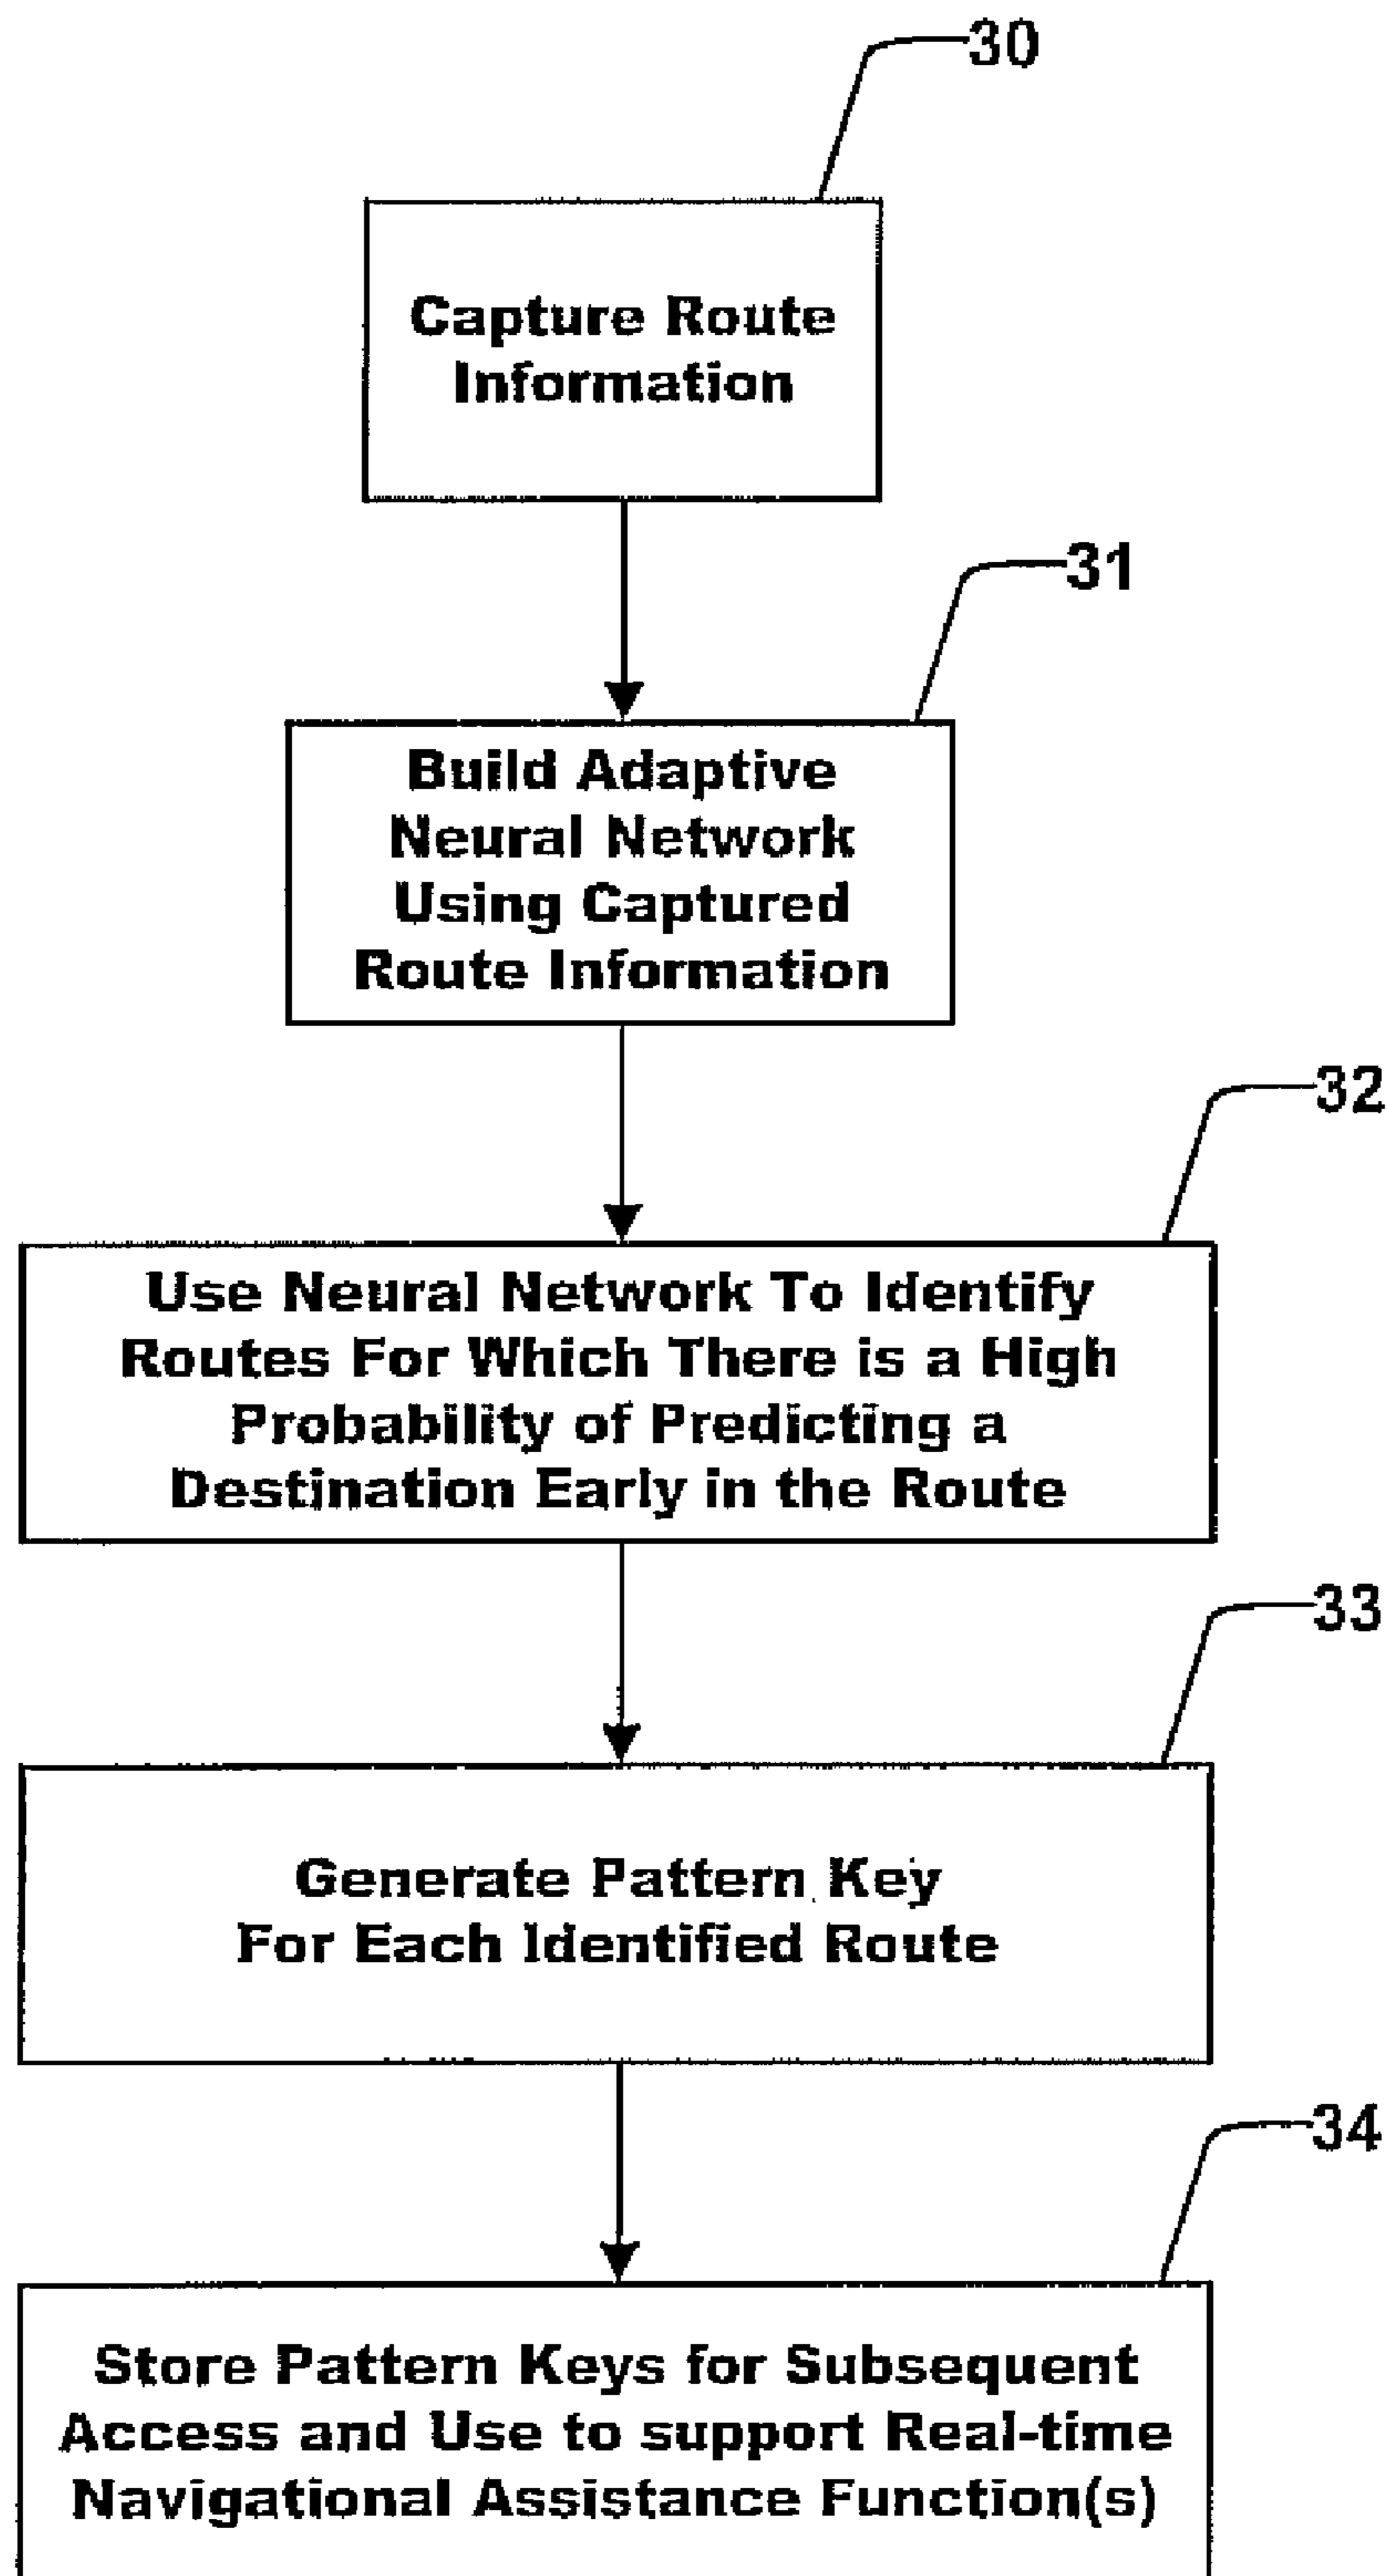 30
Capture Route
Information
31
Build Adaptive
Neural Network
Using Captured
Route Information
32
Use Neural Network To Identify
Routes For Which There is a High
Probability of Predicting a
Destination Early in the Route
33
Generate Pattern Key
For Each Identified Route
34
Store Pattern Keys for Subsequent
Access and Use to support Real-time
Navigational Assistance Function(s)